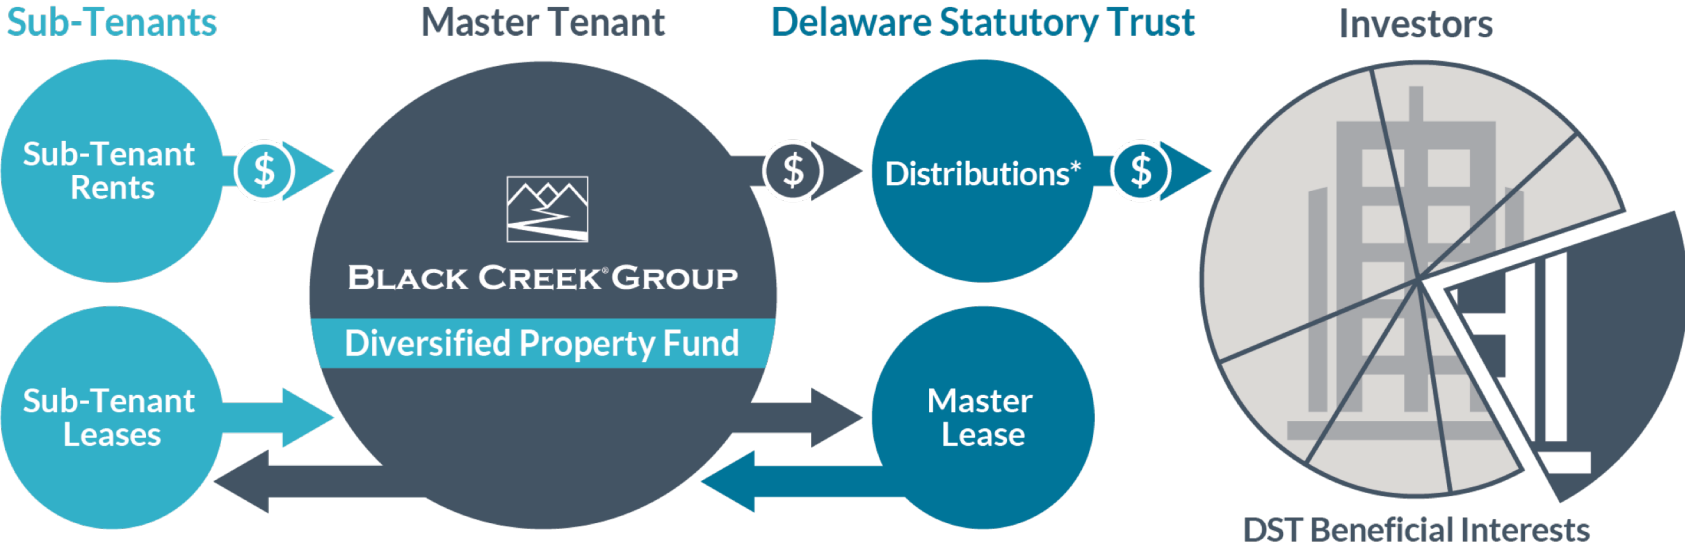 Sub-Tenants
Master Tenant
Delaware Statutory Trust
Investors
Sub-Tenant
Rents
$
BLACK CREEK® GROUP
Diversified Property Fund
$
Distributions*
$
Sub-Tenant
Leases
Master
Lease
DST Beneficial Interests